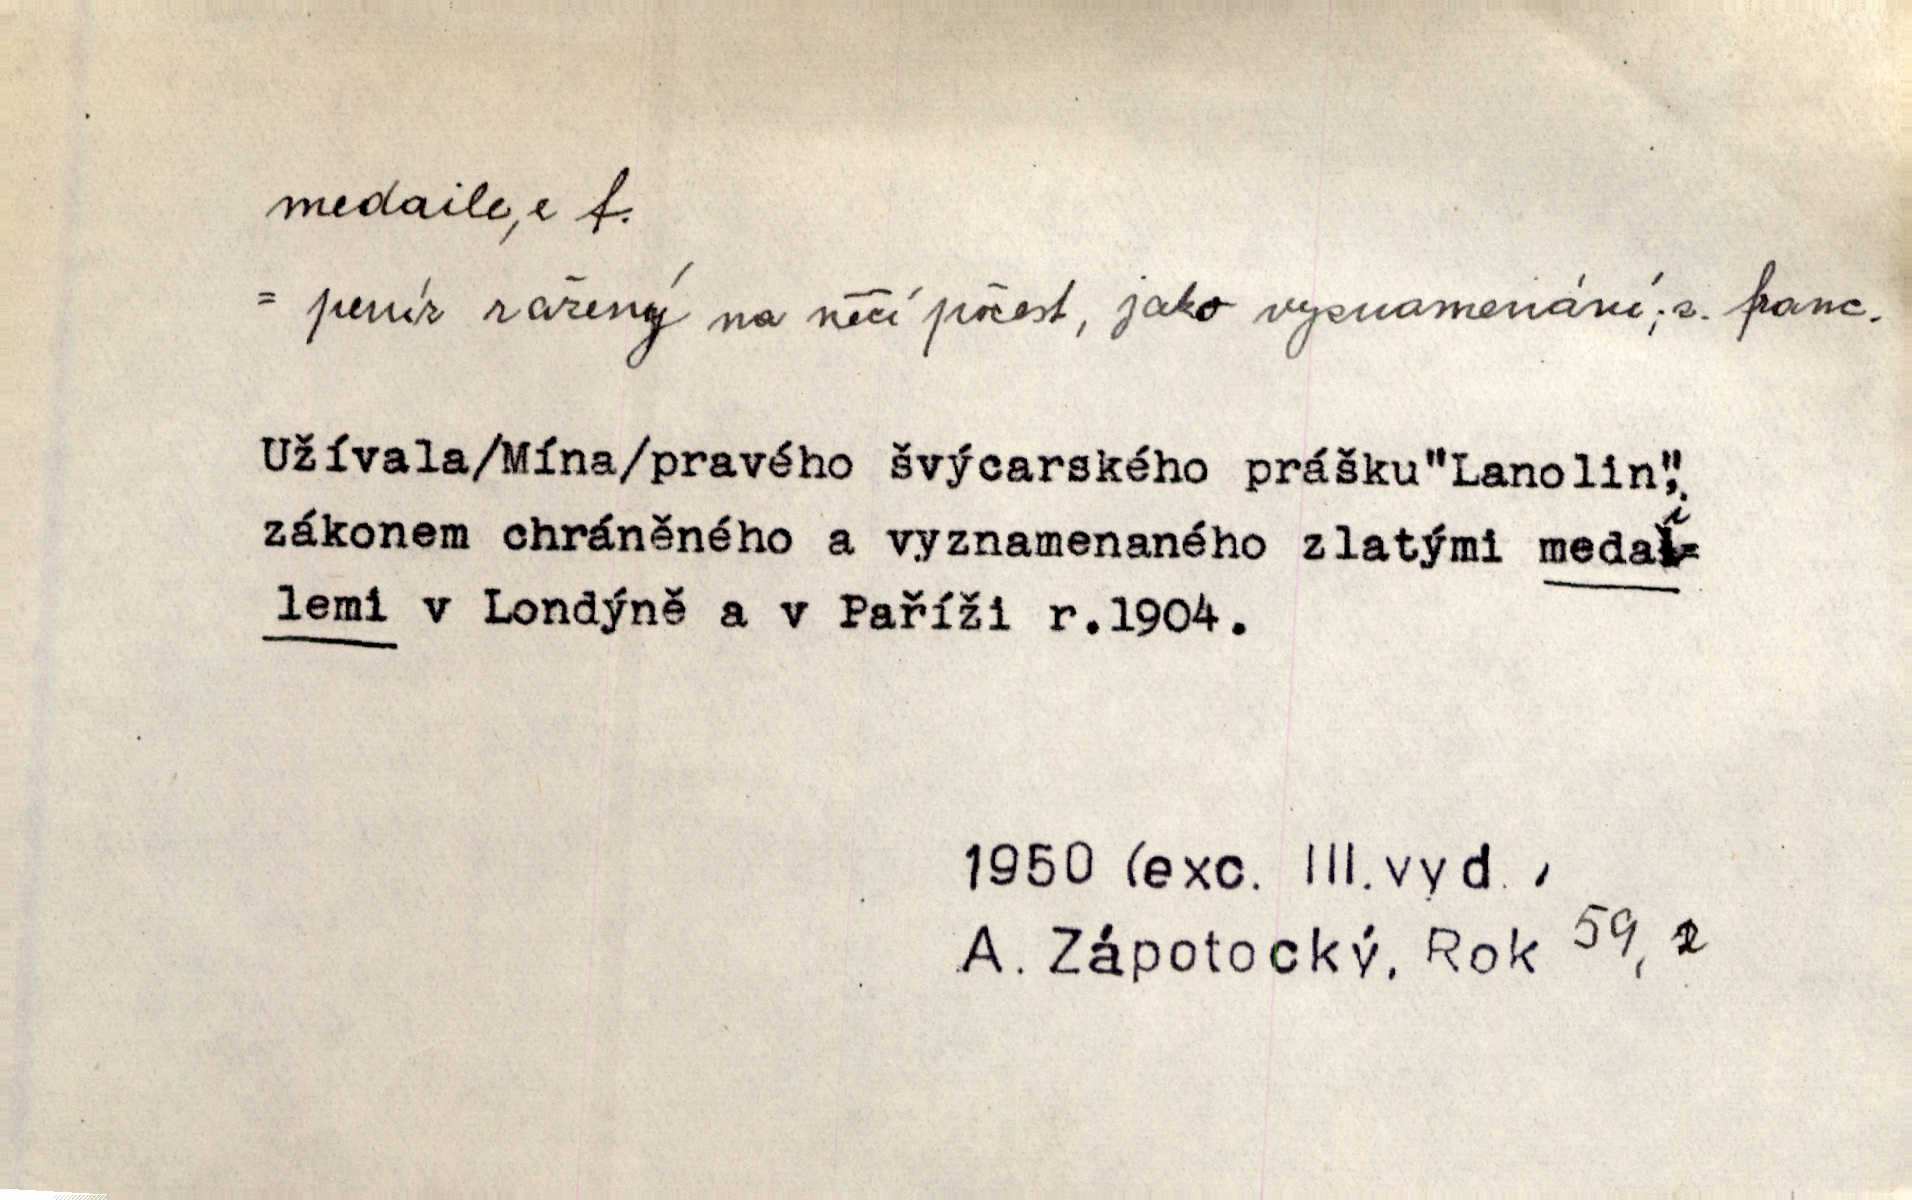 medaile, e f.
= peníz ražený na něčí počest, jako vyznamenání; z. franc.
Užívala/Mína/pravého švýcarského prášku"Lanolin",
zákonem chráněného a vyznamenaného zlatými medai=
lemi v Londýně a v Paříži r.1904.
1950 (exc. III.vyd.,
A. Zápotocký, Rok 59, 2